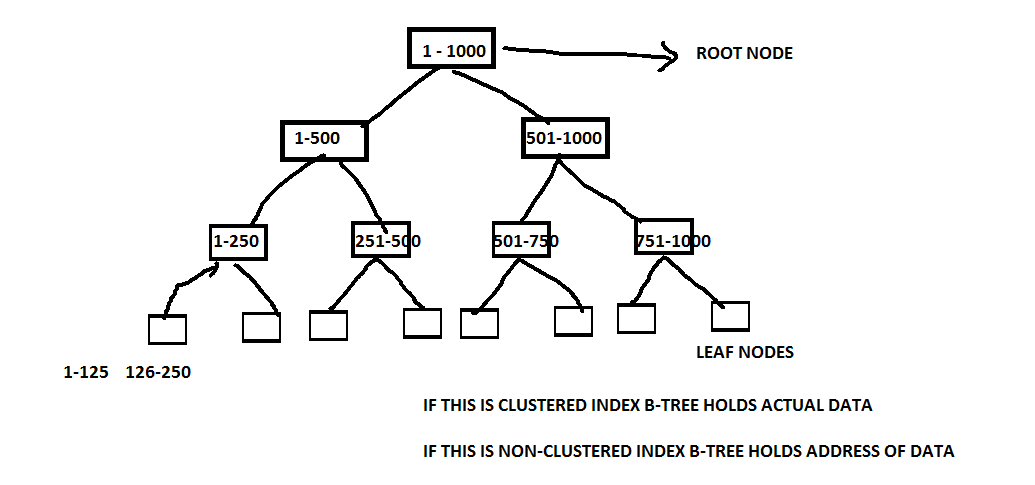 1 - 1000
ROOT NODE
1-500
501-1000
1-250
251-500
501-750
751-1000
LEAF NODES
1-125 126-250
IF THIS IS CLUSTERED INDEX B-TREE HOLDS ACTUAL DATA
IF THIS IS NON-CLUSTERED INDEX B-TREE HOLDS ADDRESS OF DATA